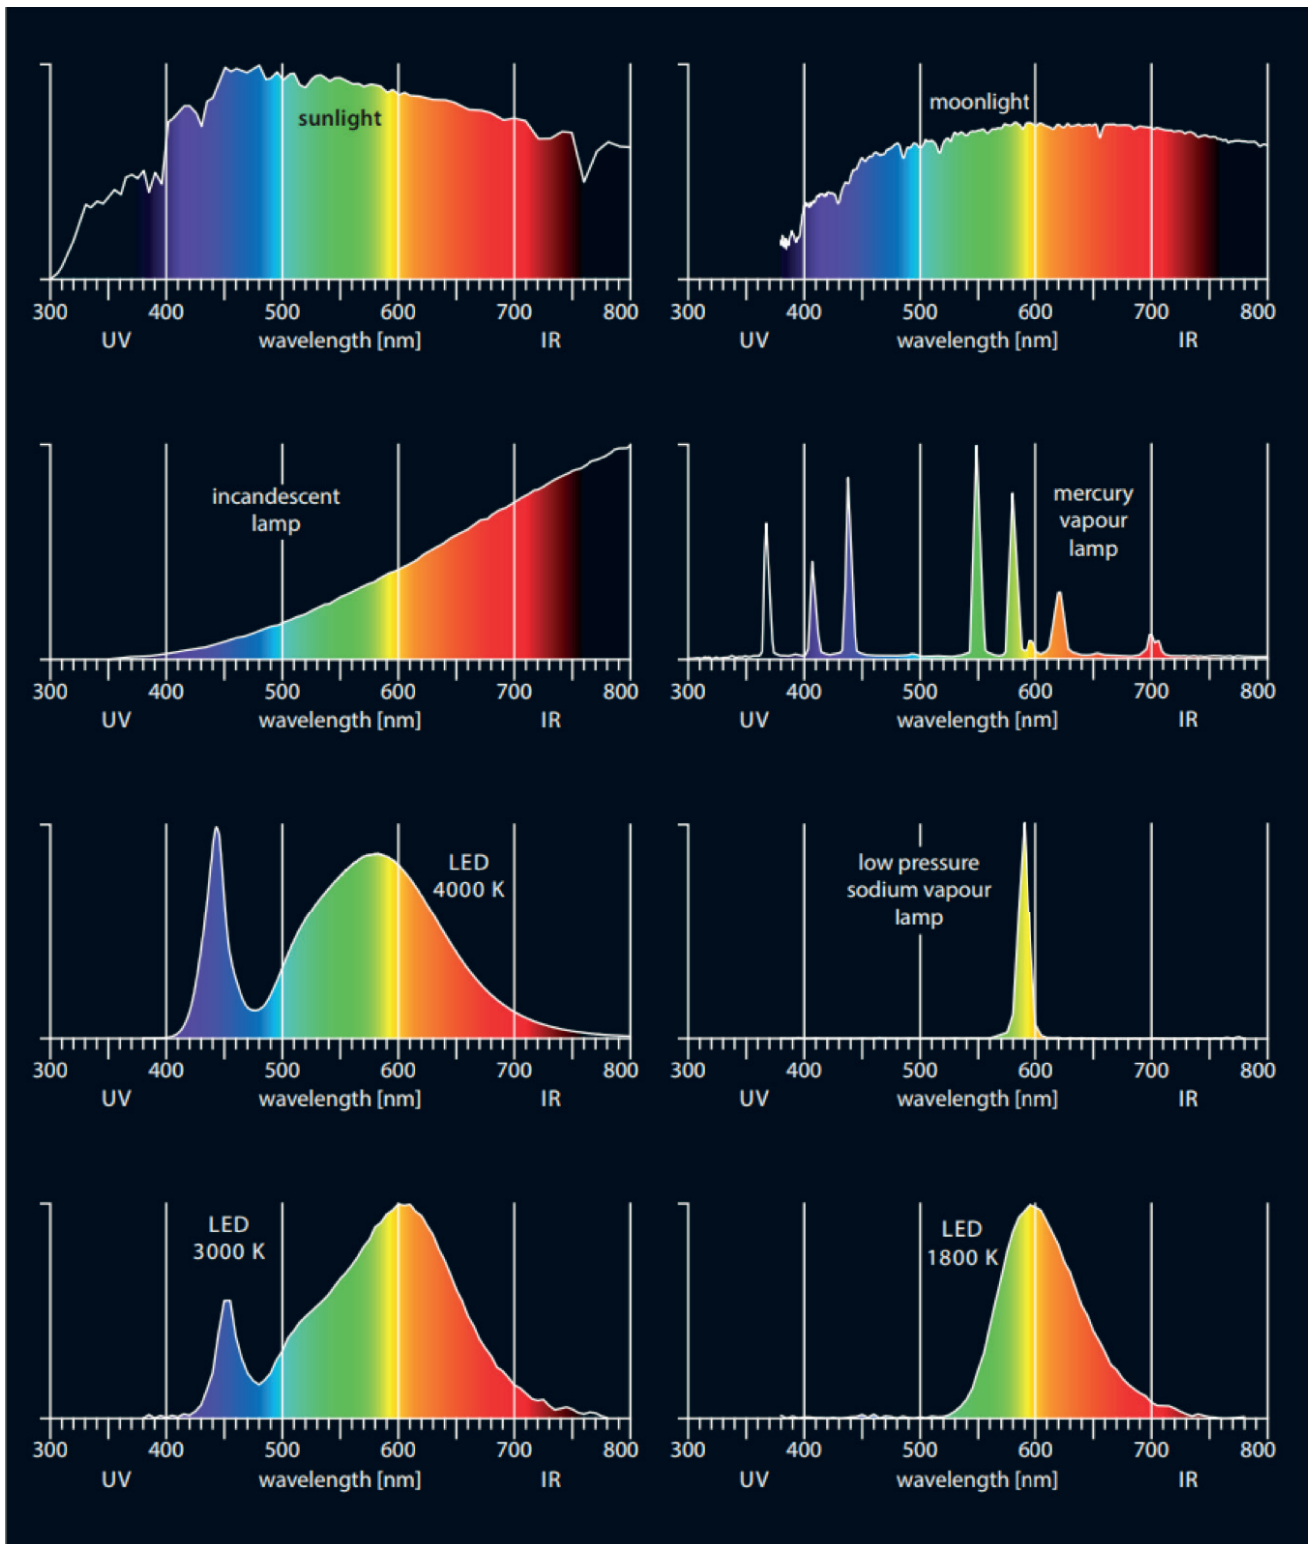 sunlight
300 400 500 600 700 800
UV wavelength [nm] IR
moonlight
300 400 500 600 700 800
UV wavelength [nm] IR
incandescent
lamp
300 400 500 600 700 800
UV wavelength [nm] IR
mercury
vapour
lamp
300 400 500 600 700 800
UV wavelength [nm] IR
LED
4000 K
300 400 500 600 700 800
UV wavelength [nm] IR
low pressure
sodium vapour
lamp
300 400 500 600 700 800
UV wavelength [nm] IR
LED
3000 K
300 400 500 600 700 800
UV wavelength [nm] IR
LED
1800 K
300 400 500 600 700 800
UV wavelength [nm] IR